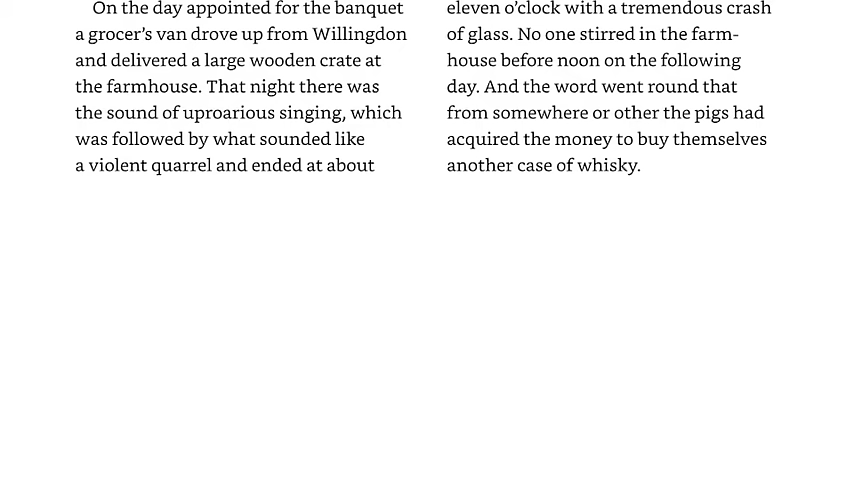 On the day appointed for the banquet
a grocer’s van drove up from Willingdon
and delivered a large wooden crate at
the farmhouse. That night there was
the sound of uproarious singing, which
was followed by what sounded like
a violent quarrel and ended at about
eleven o’clock with a tremendous crash
of glass. No one stirred in the farm-
house before noon on the following
day. And the word went round that
from somewhere or other the pigs had
acquired the money to buy themselves
another case of whisky.